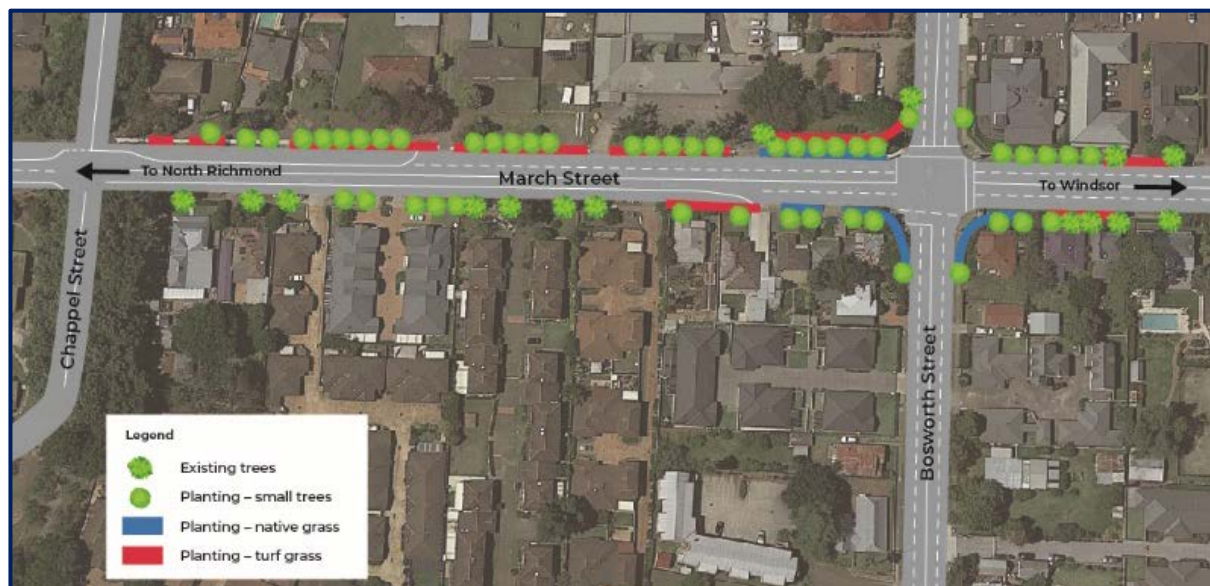 To North Richmond
March Street
To Windsor
Chappel Street
Bosworth Street
Legend
Existing trees
Planting – small trees
Planting – native grass
Planting – turf grass